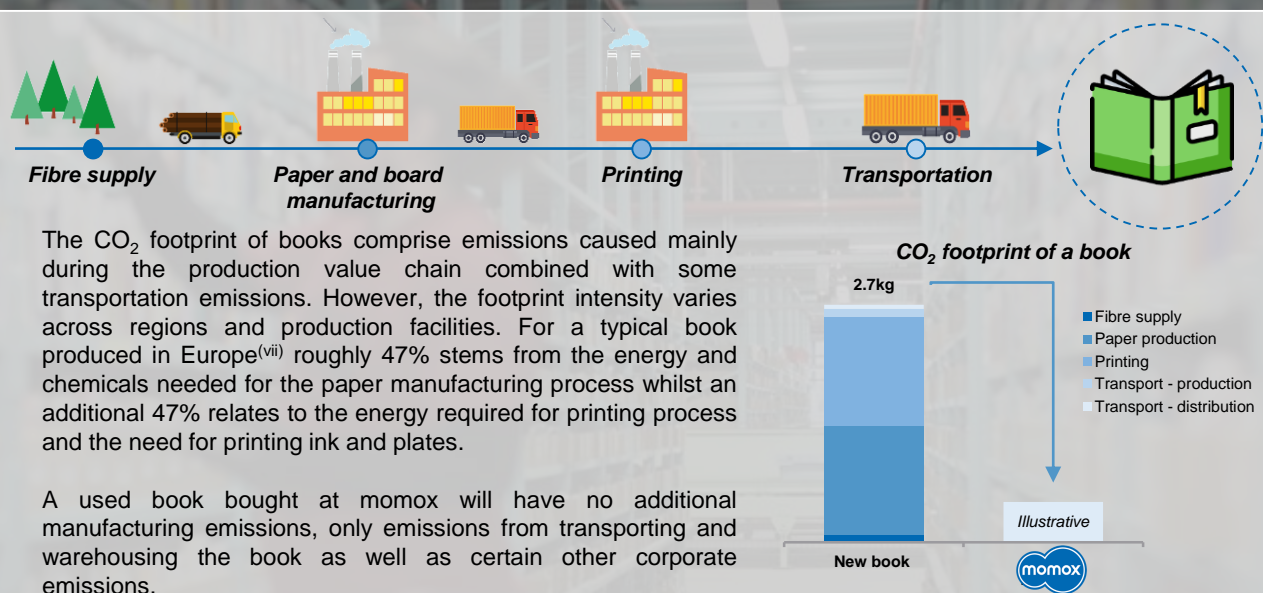 Fibre supply
Paper and board
manufacturing
Printing
Transportation
The CO₂ footprint of books comprise emissions caused mainly
during the production value chain combined with some
transportation emissions. However, the footprint intensity varies
across regions and production facilities. For a typical book
produced in Europe(vii) roughly 47% stems from the energy and
chemicals needed for the paper manufacturing process whilst an
additional 47% relates to the energy required for printing process
and the need for printing ink and plates.
A used book bought at momox will have no additional
manufacturing emissions, only emissions from transporting and
warehousing the book as well as certain other corporate
emissions.
CO₂ footprint of a book
2.7kg
Fibre supply
Paper production
Printing
Transport - production
Transport - distribution
Illustrative
New book
momox